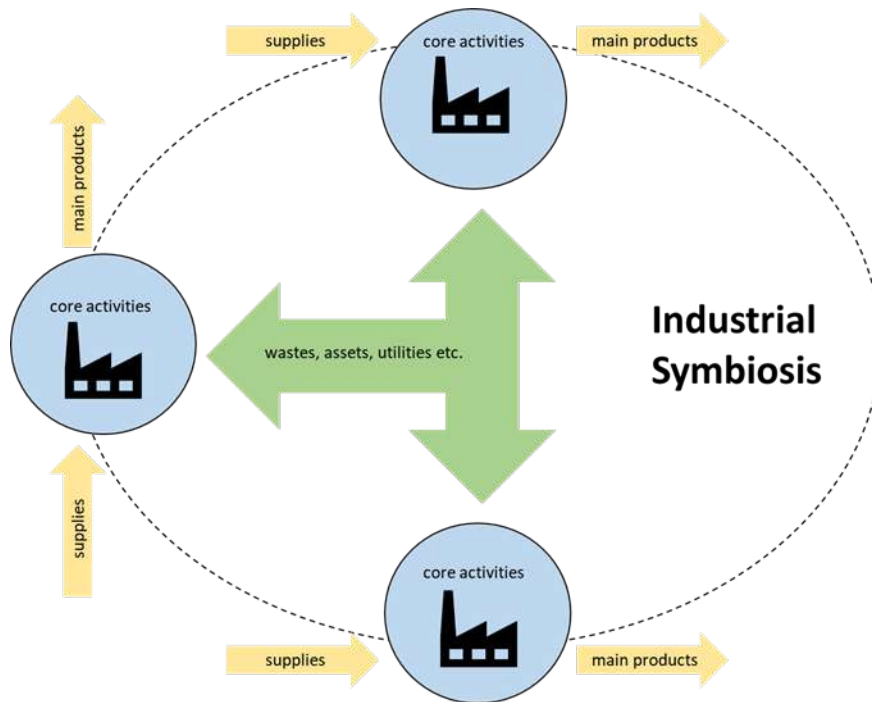 supplies
core activities
main products
main products
core activities
wastes, assets, utilities etc.
Industrial
Symbiosis
supplies
core activities
supplies
main products